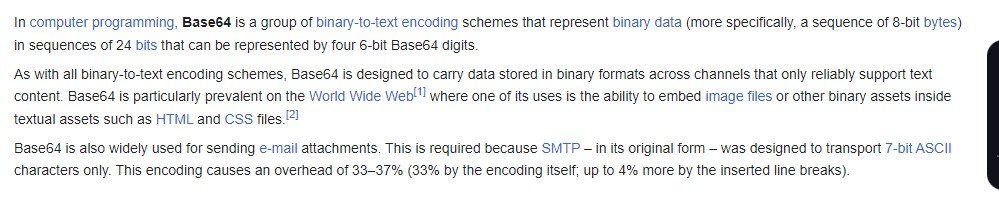 In computer programming, Base64 is a group of binary-to-text encoding schemes that represent binary data (more specifically, a sequence of 8-bit bytes)
in sequences of 24 bits that can be represented by four 6-bit Base64 digits.
As with all binary-to-text encoding schemes, Base64 is designed to carry data stored in binary formats across channels that only reliably support text
content. Base64 is particularly prevalent on the World Wide Web[1] where one of its uses is the ability to embed image files or other binary assets inside
textual assets such as HTML and CSS files.[2]
Base64 is also widely used for sending e-mail attachments. This is required because SMTP – in its original form – was designed to transport 7-bit ASCII
characters only. This encoding causes an overhead of 33–37% (33% by the encoding itself; up to 4% more by the inserted line breaks).